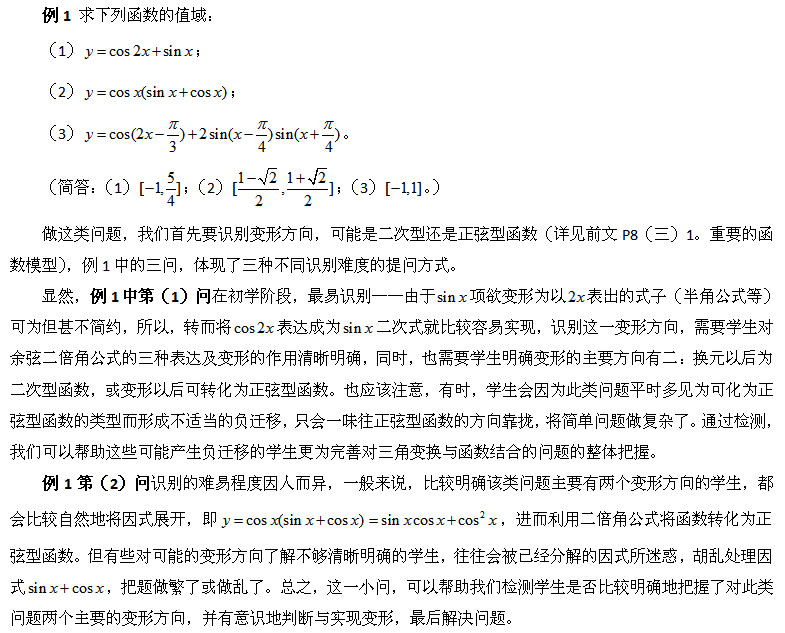 例 1 求下列函数的值域：
（1）y=cos2x+sin x；
（2）y=cos x(sin x+cos x)；
（3）y=cos(2x−π/3)+2sin(x−π/4)sin(x+π/4)。
（简答：（1）[−1,5/4]；（2）[(1−√2)/2,(1+√2)/2]；（3）[−1,1]。）
做这类问题，我们首先要识别变形方向，可能是二次型还是正弦型函数（详见前文 P8（三）1。重要的函
数模型），例 1 中的三问，体现了三种不同识别难度的提问方式。
显然，例 1 中第（1）问在初学阶段，最易识别——由于sin x项欲变形为以2x表出的式子（半角公式等）
可为但甚不简约，所以，转而将cos2x表达成为sin x二次式就比较容易实现，识别这一变形方向，需要学生对
余弦二倍角公式的三种表达及变形的作用清晰明确，同时，也需要学生明确变形的主要方向有二：换元以后为
二次型函数，或变形以后可转化为正弦型函数。也应该注意，有时，学生会因为此类问题平时多见为可化为正
弦型函数的类型而形成不适当的负迁移，只会一味往正弦型函数的方向靠拢，将简单问题做复杂了。通过检测，
我们可以帮助这些可能产生负迁移的学生更为完善对三角变换与函数结合的问题的整体把握。
例 1 第（2）问识别的难易程度因人而异，一般来说，比较明确该类问题主要有两个变形方向的学生，都
会比较自然地将因式展开，即y=cos x(sin x+cos x)=sin x cos x+cos² x，进而利用二倍角公式将函数转化为正
弦型函数。但有些对可能的变形方向了解不够清晰明确的学生，往往会被已经分解的因式所迷惑，胡乱处理因
式sin x+cos x，把题做繁了或做乱了。总之，这一小问，可以帮助我们检测学生是否比较明确地把握了对此类
问题两个主要的变形方向，并有意识地判断与实现变形，最后解决问题。